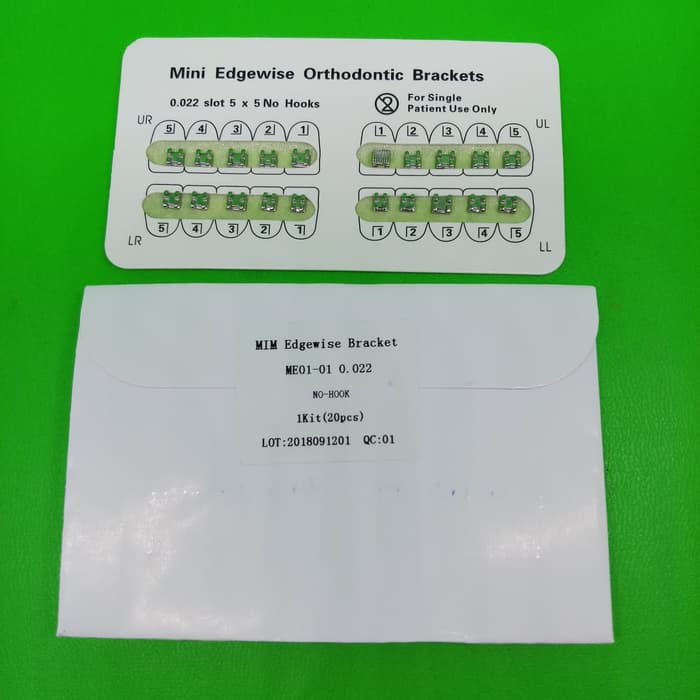 Mini Edgewise Orthodontic Brackets
0.022 slot 5 x 5 No Hooks
For Single
Patient Use Only
UR
UL
5 4 3 2 1
1 2 3 4 5
5 4 3 2 1
1 2 3 4 5
LR
LL
MIM Edgewise Bracket
ME01-01 0.022
NO-HOOK
1Kit(20pcs)
LOT:2018091201 QC:01